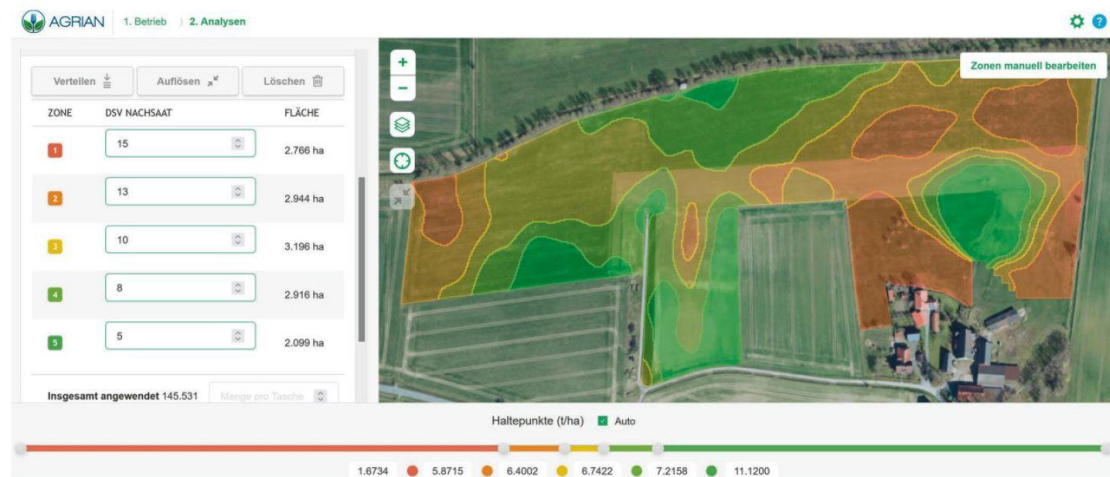 AGRIAN 1. Betrieb 2. Analysen
?
Verteilen Auflösen Löschen
Zonen manuell bearbeiten
ZONE DSV NACHSAAT FLÄCHE
1 15 2.766 ha
2 13 2.944 ha
3 10 3.196 ha
4 8 2.916 ha
5 5 2.099 ha
Insgesamt angewendet 145.531 Menge pro Tasche
Haltepunkte (t/ha) Auto
1.6734 5.8715 6.4002 6.7422 7.2158 11.1200